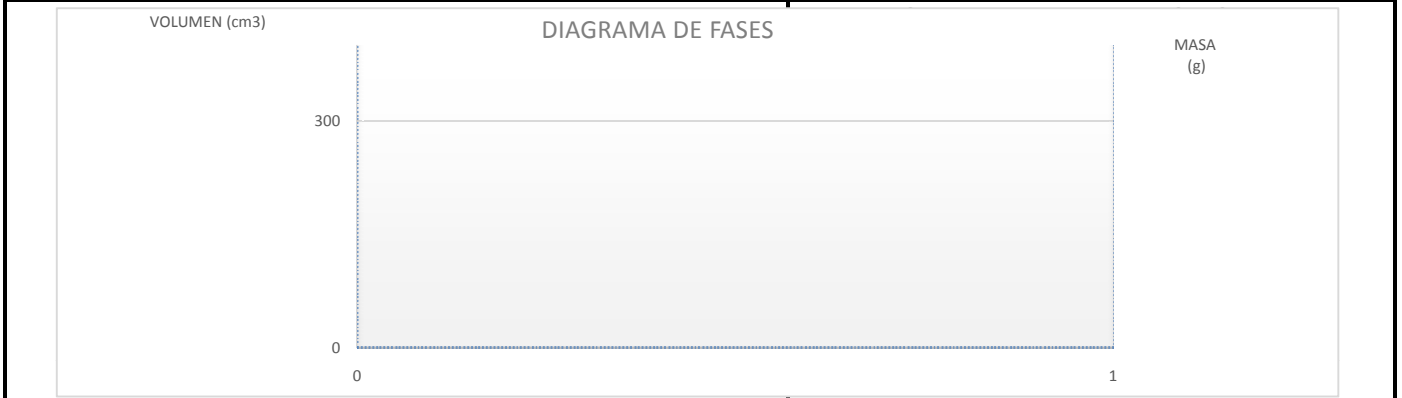 VOLUMEN (cm3)
DIAGRAMA DE FASES
MASA
(g)
300
0
0
1